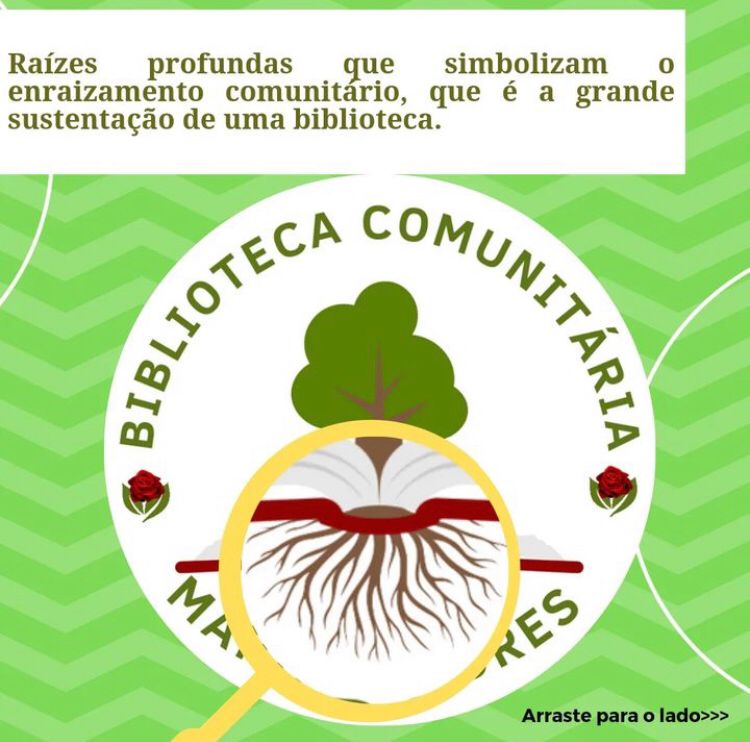 Raízes profundas que simbolizam o
enraizamento comunitário, que é a grande
sustentação de uma biblioteca.
BIBLIOTECA COMUNITÁRIA
Arraste para o lado>>>